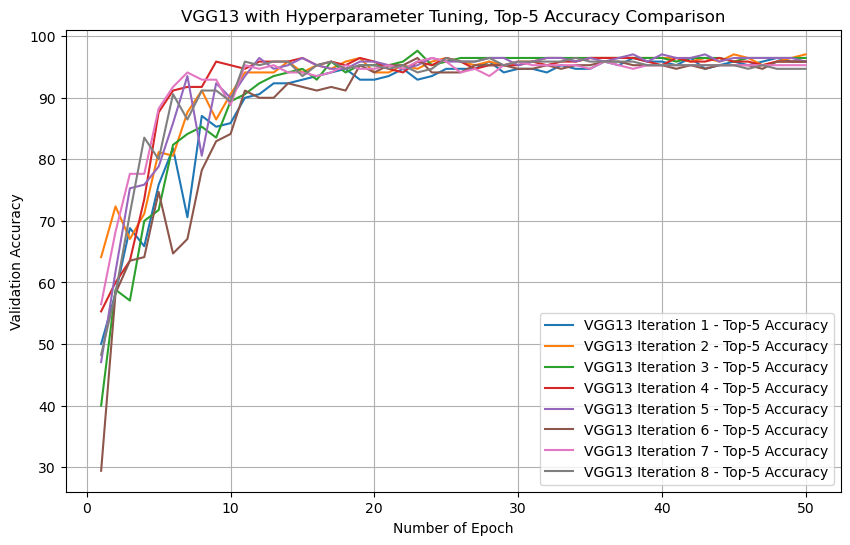 VGG13 with Hyperparameter Tuning, Top-5 Accuracy Comparison
100
90
80
70
60
50
40
30
Validation Accuracy
0
10
20
30
40
50
Number of Epoch
VGG13 Iteration 1 - Top-5 Accuracy
VGG13 Iteration 2 - Top-5 Accuracy
VGG13 Iteration 3 - Top-5 Accuracy
VGG13 Iteration 4 - Top-5 Accuracy
VGG13 Iteration 5 - Top-5 Accuracy
VGG13 Iteration 6 - Top-5 Accuracy
VGG13 Iteration 7 - Top-5 Accuracy
VGG13 Iteration 8 - Top-5 Accuracy